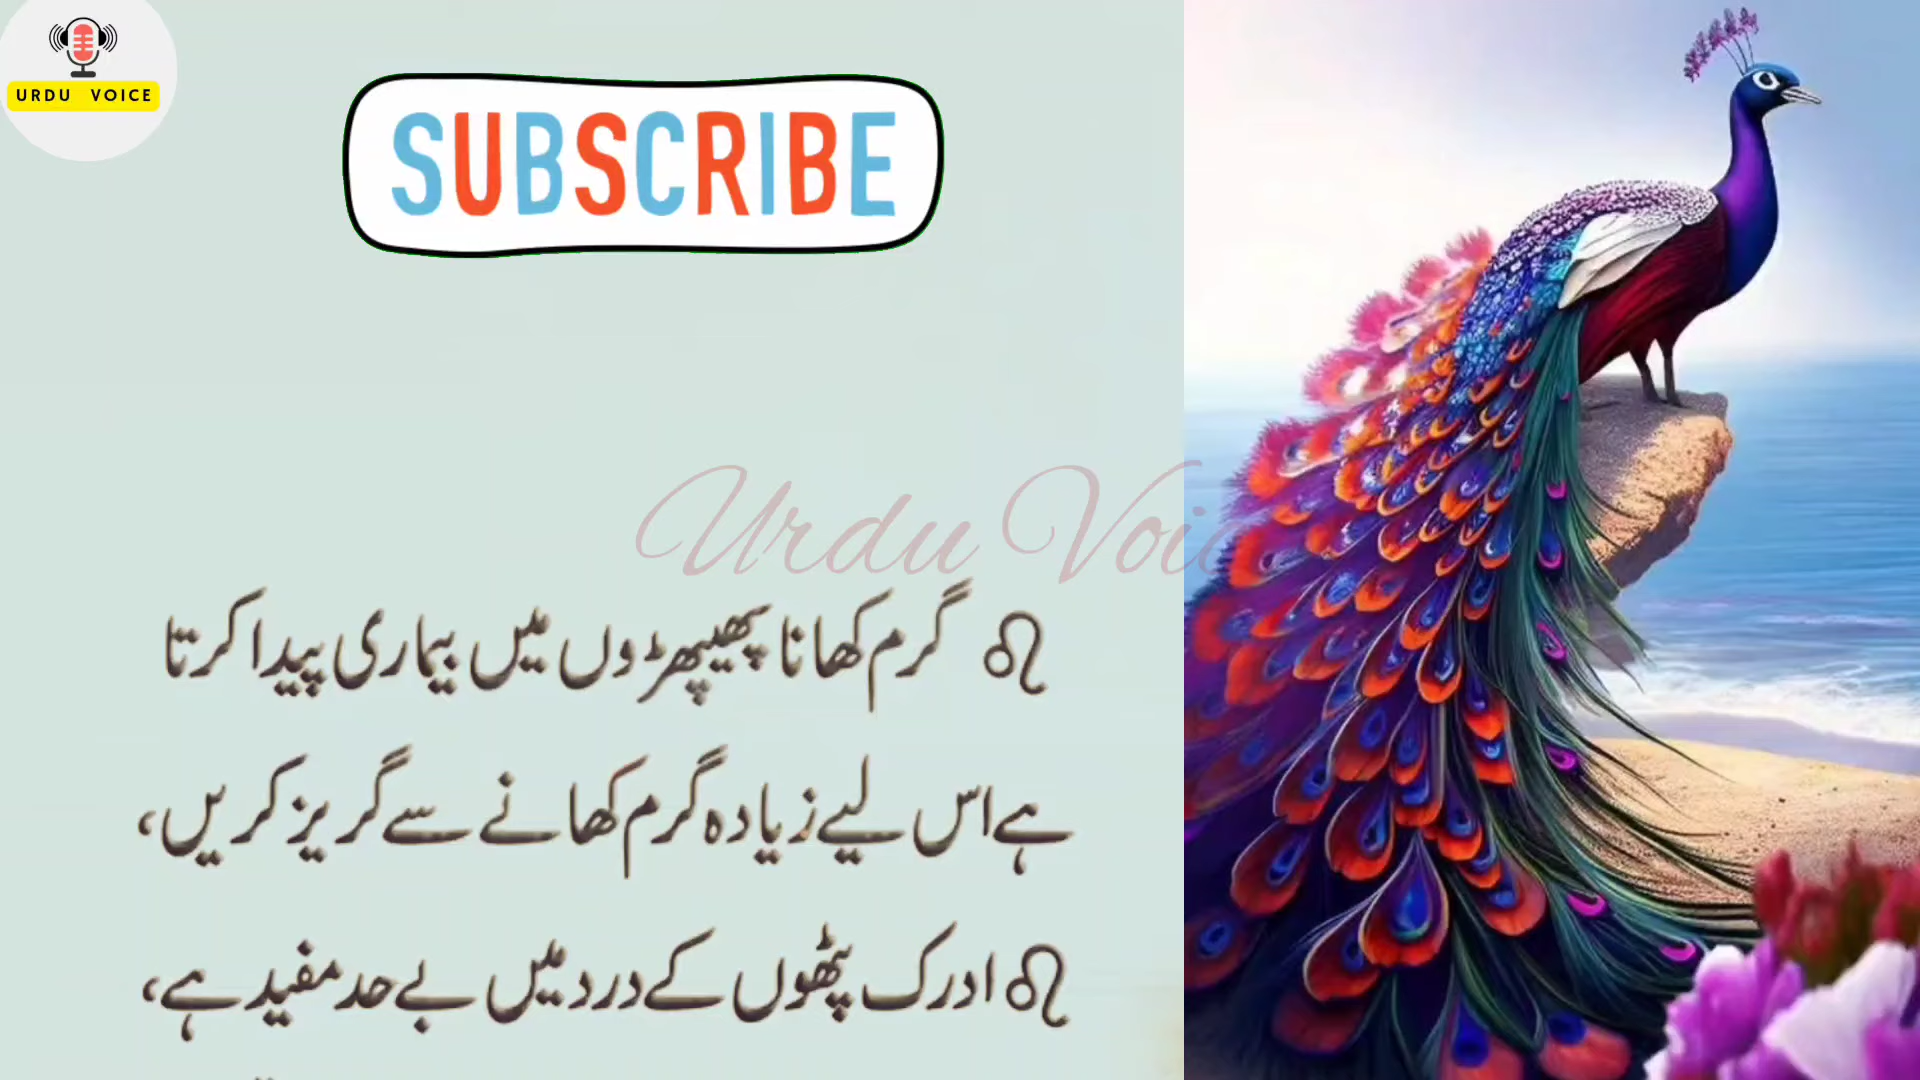 URDU VOICE
SUBSCRIBE
Urdu Voic
گرم کھانا پھیپھڑوں میں بیماری پیدا کرتا
ہے اس لیے زیادہ گرم کھانے سے گریز کریں،
ادرک پٹھوں کے درد میں بے حد مفید ہے،